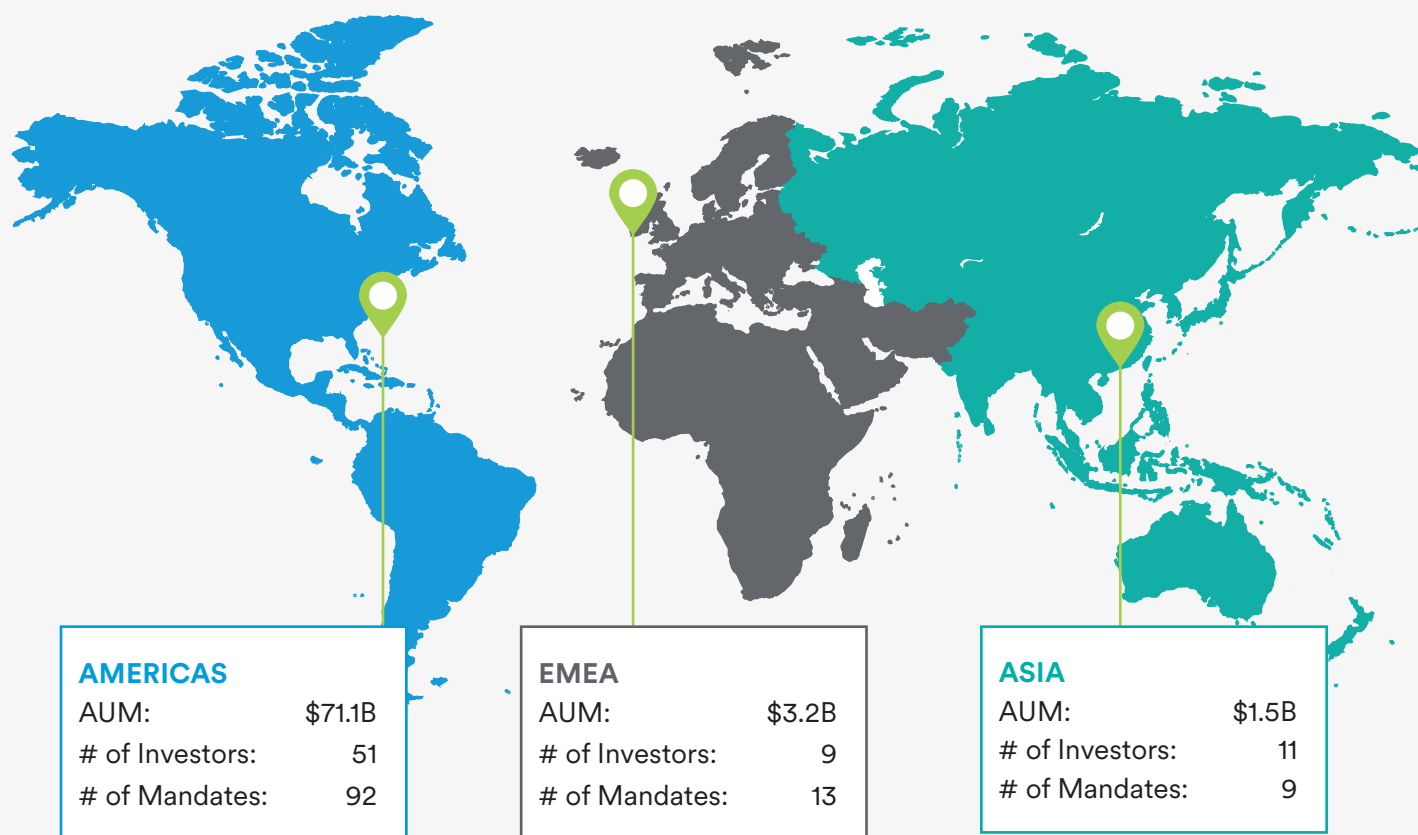 AMERICAS
AUM: $71.1B
# of Investors: 51
# of Mandates: 92
EMEA
AUM: $3.2B
# of Investors: 9
# of Mandates: 13
ASIA
AUM: $1.5B
# of Investors: 11
# of Mandates: 9